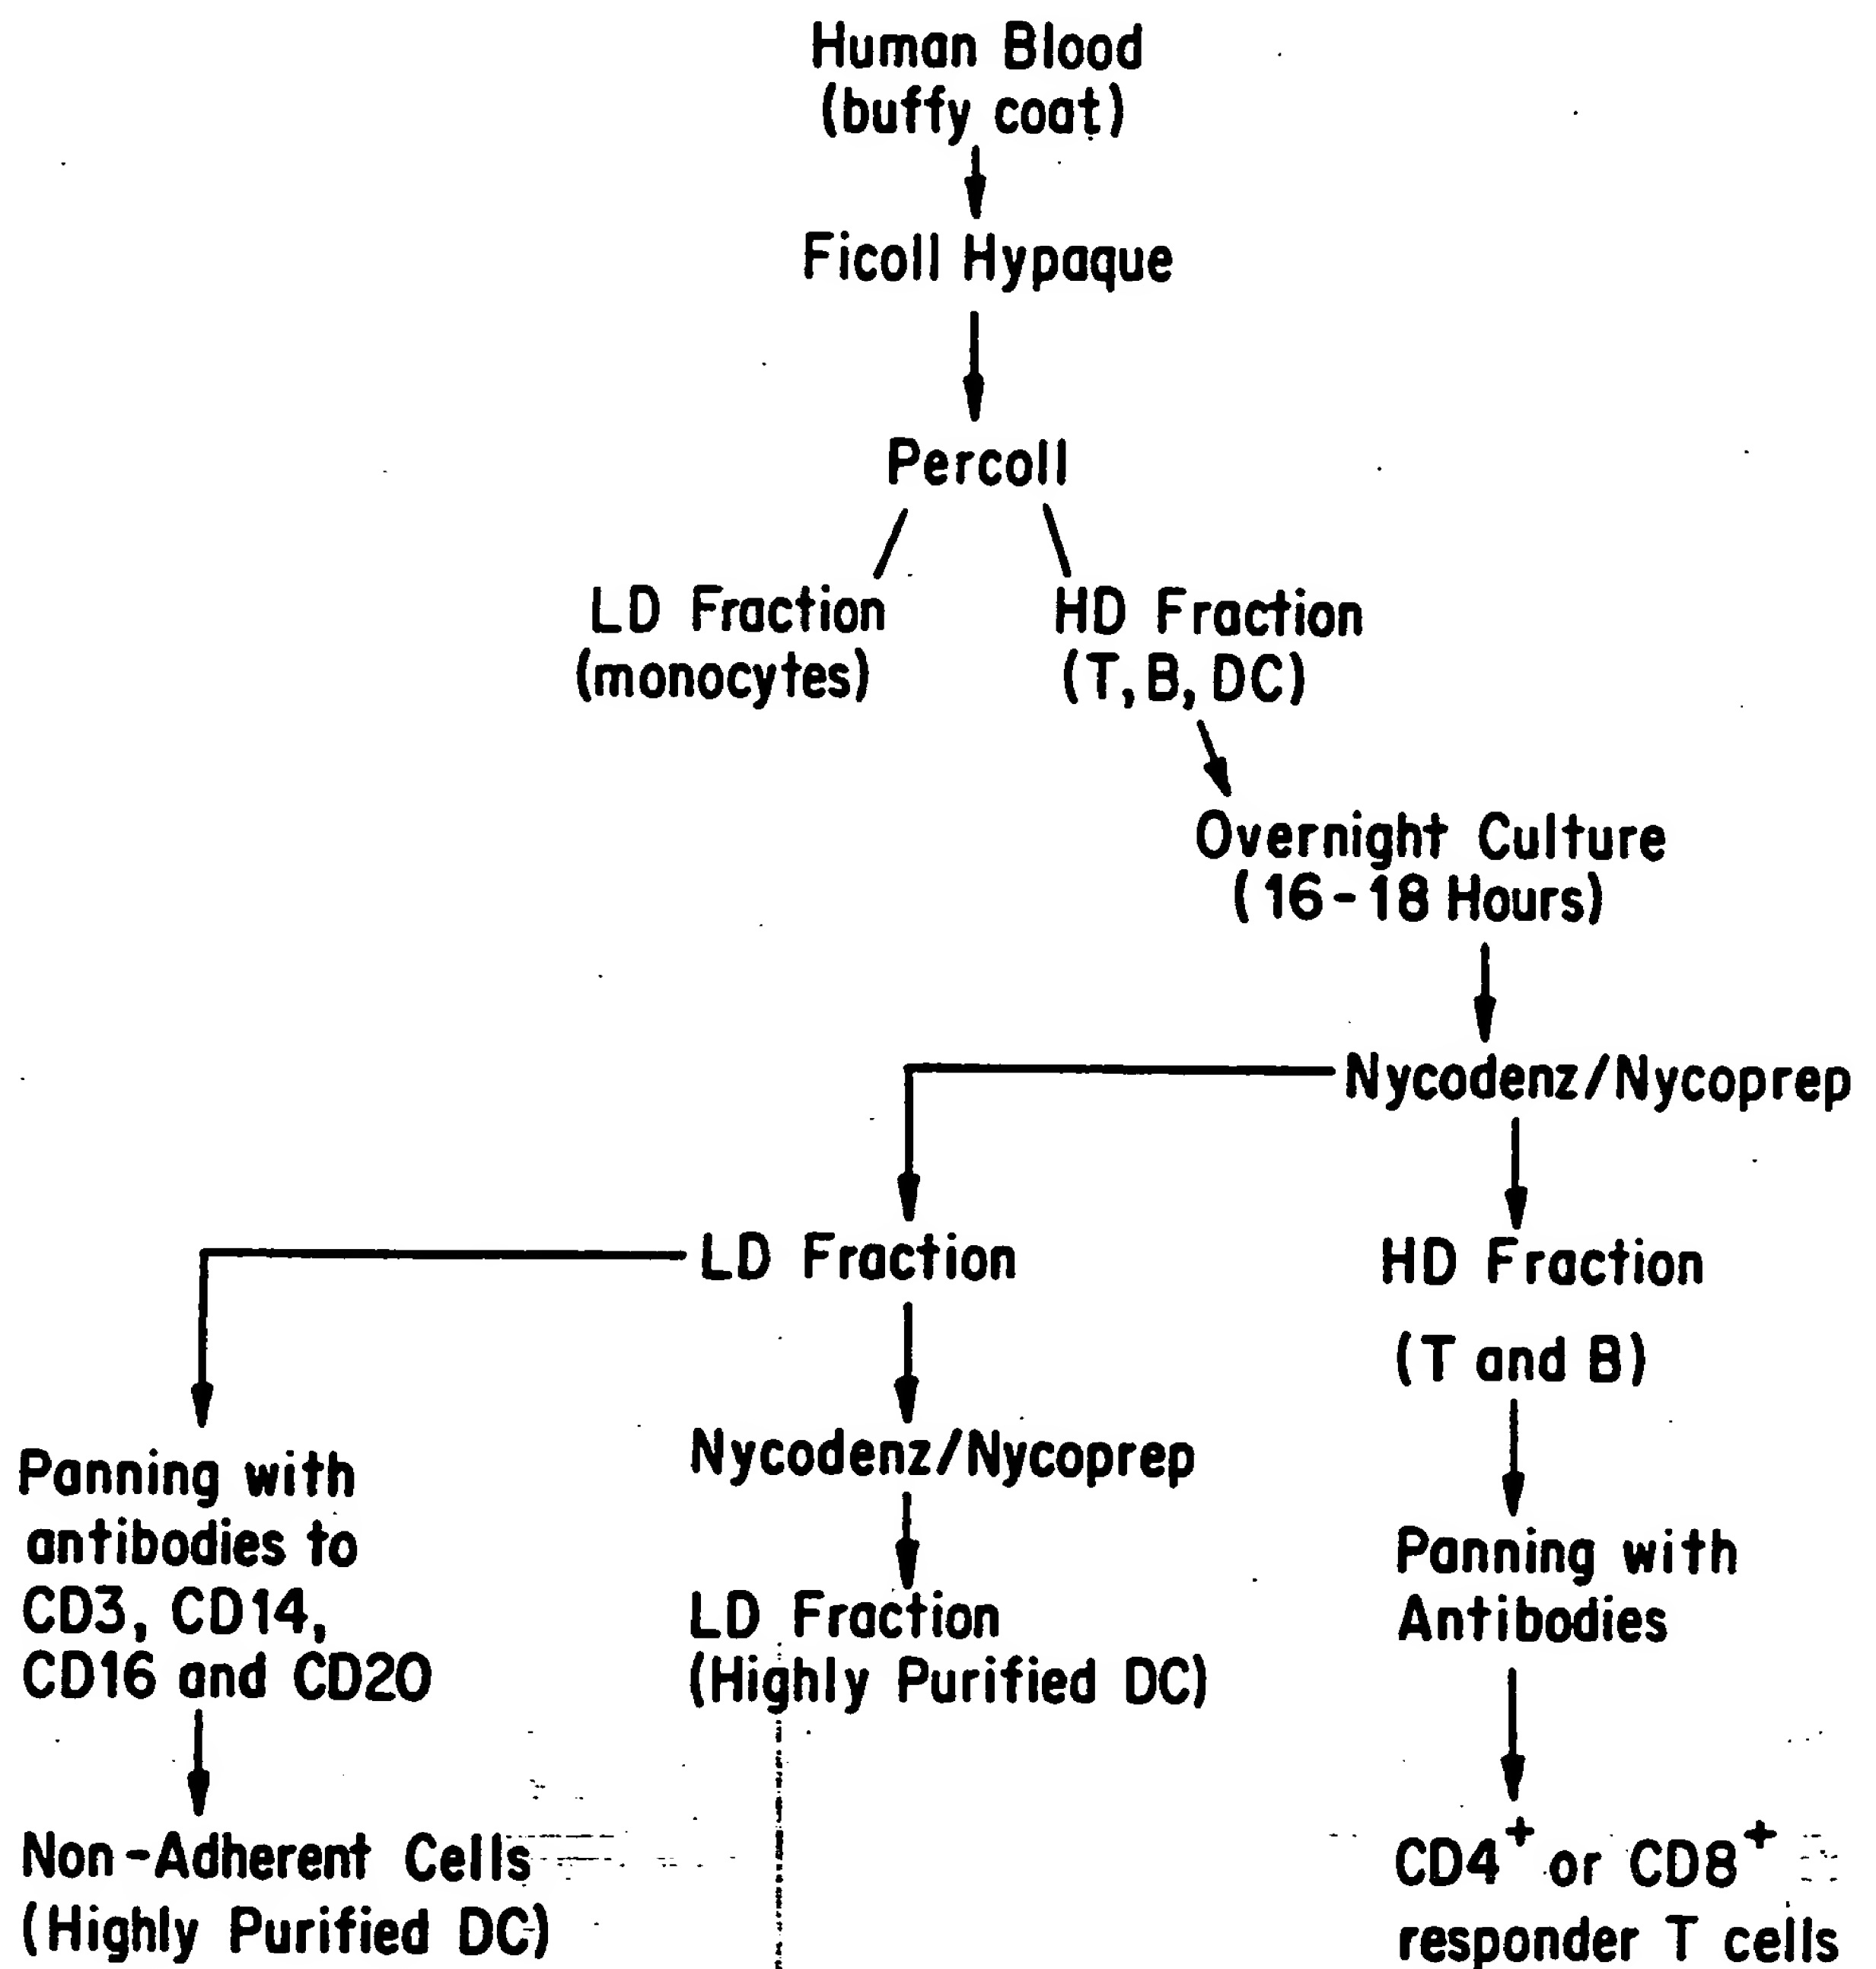 Human Blood
(buffy coat)
Ficoll Hypaque
Percoll
LD Fraction
(monocytes)
HD Fraction
(T, B, DC)
Overnight Culture
(16-18 Hours)
Nycodenz/Nycoprep
LD Fraction
HD Fraction
(T and B)
Panning with
antibodies to
CD3, CD14,
CD16 and CD20
Non-Adherent Cells
(Highly Purified DC)
Nycodenz/Nycoprep
LD Fraction
(Highly Purified DC)
Panning with
Antibodies
CD4+ or CD8+
responder T cells